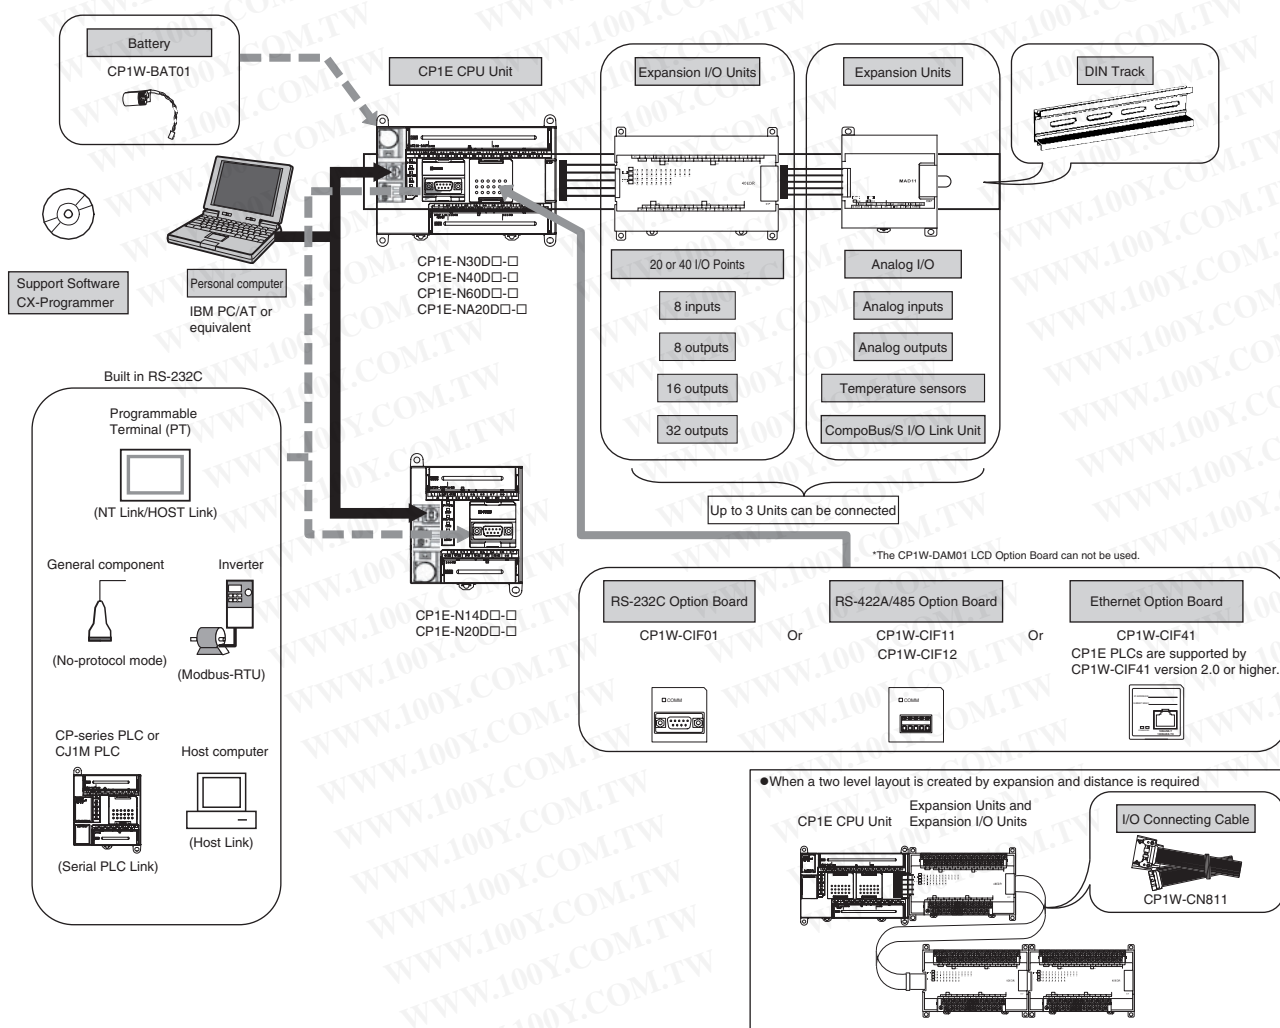 Battery
CP1W-BAT01
CP1E CPU Unit
Expansion I/O Units
Expansion Units
DIN Track
MAD11
40EDR
CP1E-N30D□-□
CP1E-N40D□-□
CP1E-N60D□-□
CP1E-NA20D□-□
20 or 40 I/O Points
8 inputs
8 outputs
16 outputs
32 outputs
Analog I/O
Analog inputs
Analog outputs
Temperature sensors
CompoBus/S I/O Link Unit
Support Software
CX-Programmer
Personal computer
IBM PC/AT or
equivalent
Built in RS-232C
Programmable
Terminal (PT)
(NT Link/HOST Link)
General component
(No-protocol mode)
Inverter
(Modbus-RTU)
CP-series PLC or
CJ1M PLC
(Serial PLC Link)
Host computer
(Host Link)
CP1E-N14D□-□
CP1E-N20D□-□
Up to 3 Units can be connected
*The CP1W-DAM01 LCD Option Board can not be used.
RS-232C Option Board
CP1W-CIF01
COMM
Or
RS-422A/485 Option Board
CP1W-CIF11
CP1W-CIF12
COMM
Or
Ethernet Option Board
CP1W-CIF41
CP1E PLCs are supported by
CP1W-CIF41 version 2.0 or higher.
●When a two level layout is created by expansion and distance is required
CP1E CPU Unit
Expansion Units and
Expansion I/O Units
I/O Connecting Cable
CP1W-CN811
WWW.100Y.COM.TW